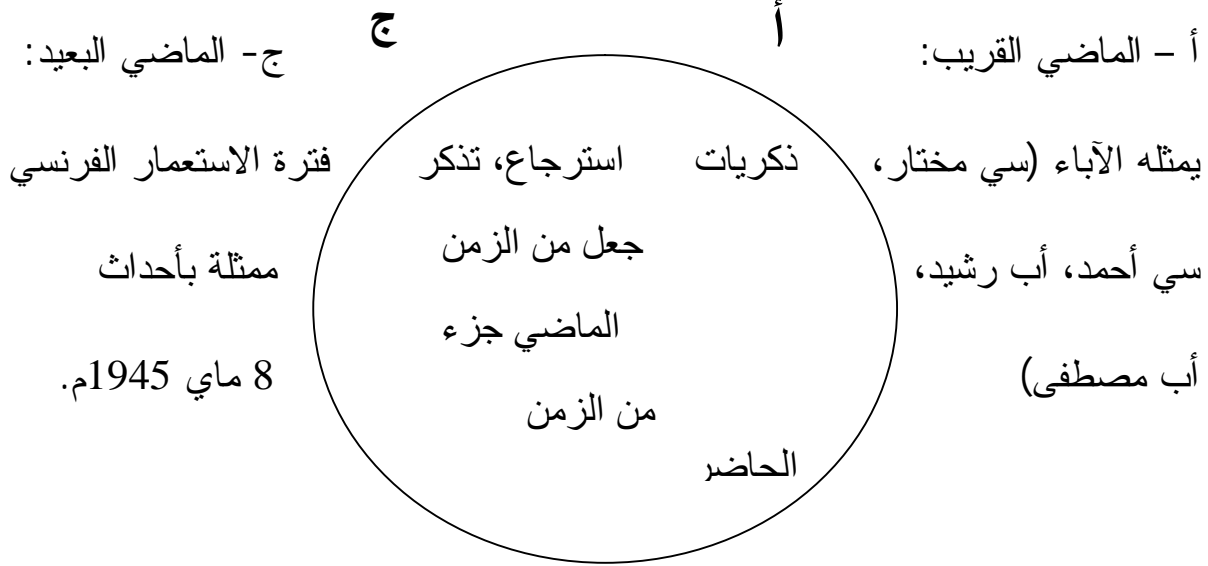 أ ج
أ – الماضي القريب: ج- الماضي البعيد:
يمثله الآباء (سي مختار، ذكريات استرجاع، تذكر فترة الاستعمار الفرنسي
جعل من الزمن
سي أحمد، أب رشيد، ممثلة بأحداث
الماضي جزء
أب مصطفى) 8 ماي 1945م.
من الزمن
الحاضر